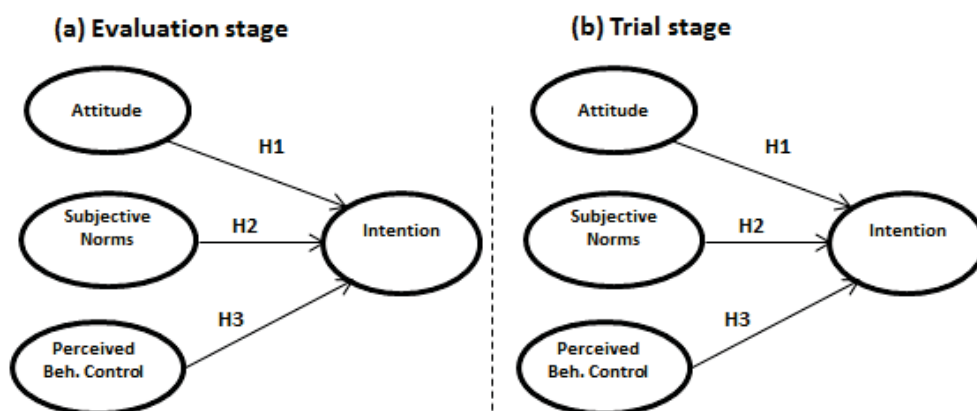 (a) Evaluation stage
Attitude
H1
Subjective
Norms
H2
Intention
H3
Perceived
Beh. Control
(b) Trial stage
Attitude
H1
Subjective
Norms
H2
Intention
H3
Perceived
Beh. Control